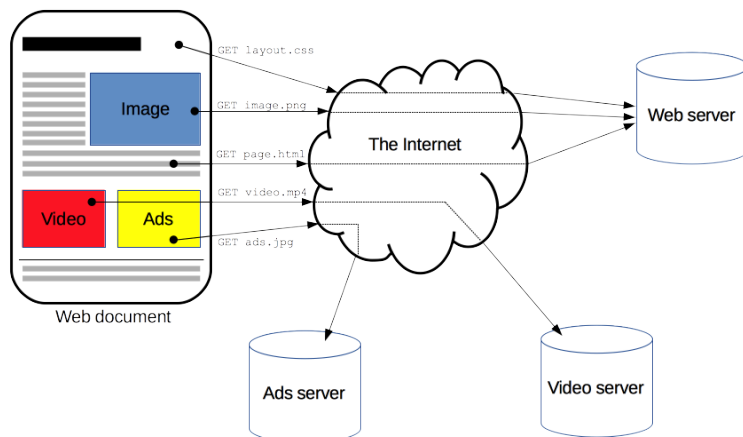 GET layout.css
Image
GET image.png
The Internet
Web server
GET page.html
Video
Ads
GET video.mp4
GET ads.jpg
Web document
Ads server
Video server